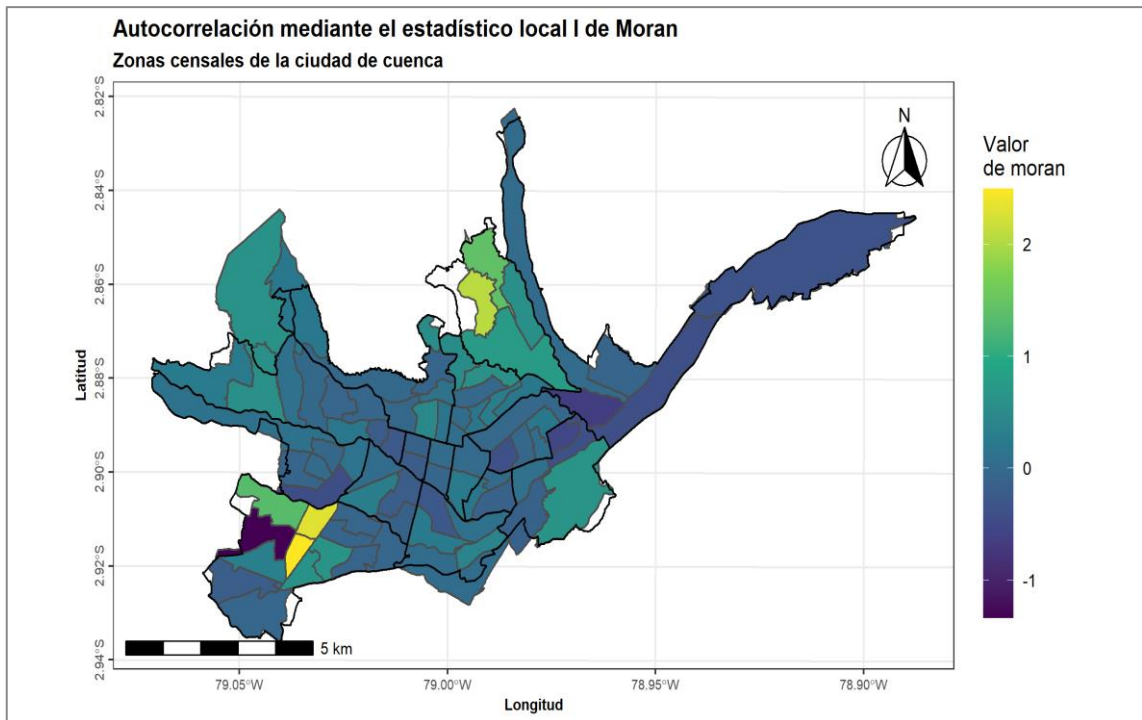 Autocorrelación mediante el estadístico local I de Moran
Zonas censales de la ciudad de cuenca
2.82°S
2.84°S
2.86°S
2.88°S
2.90°S
2.92°S
2.94°S
Latitud
N
Valor
de moran
2
1
0
-1
5 km
79.05°W
79.00°W
78.95°W
78.90°W
Longitud